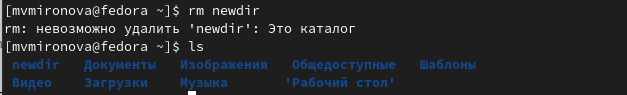 [mvmironova@fedora ~]$ rm newdir
rm: невозможно удалить 'newdir': Это каталог
[mvmironova@fedora ~]$ ls
newdir Документы Изображения Общедоступные Шаблоны
Видео Загрузки Музыка 'Рабочий стол'